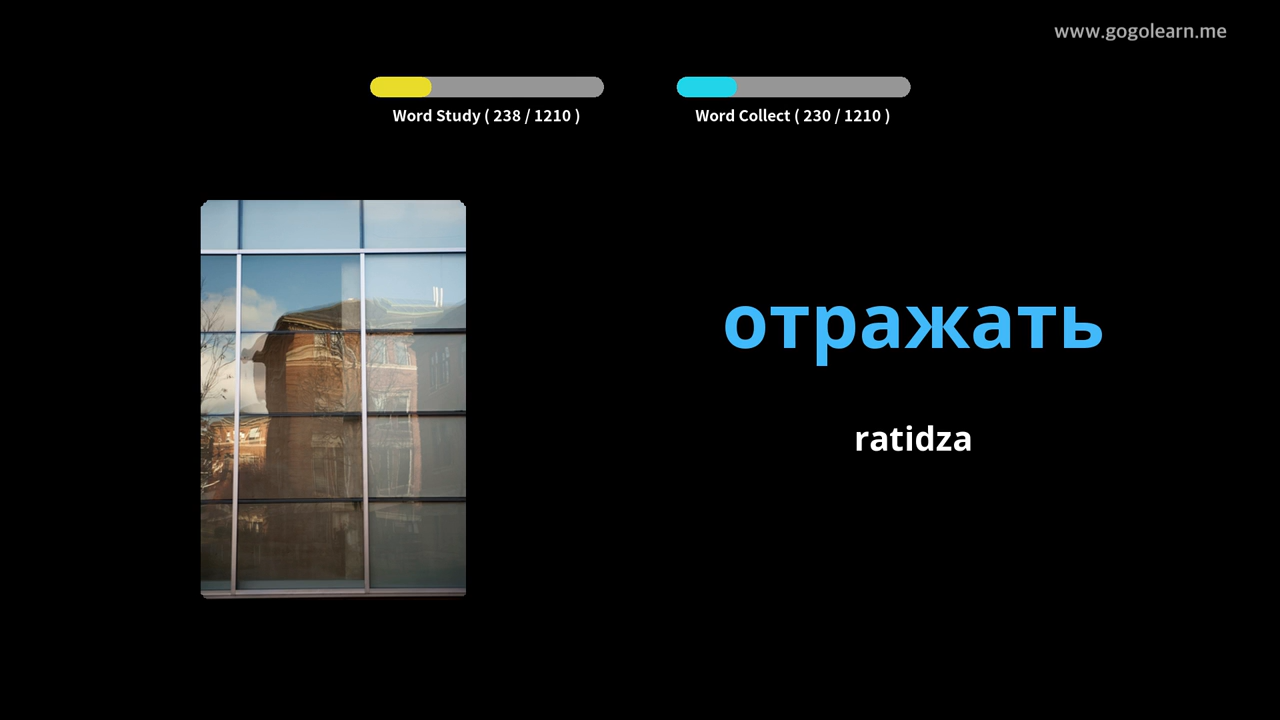 www.gogolearn.me
Word Study ( 238 / 1210 )
Word Collect ( 230 / 1210 )
отражать
ratidza